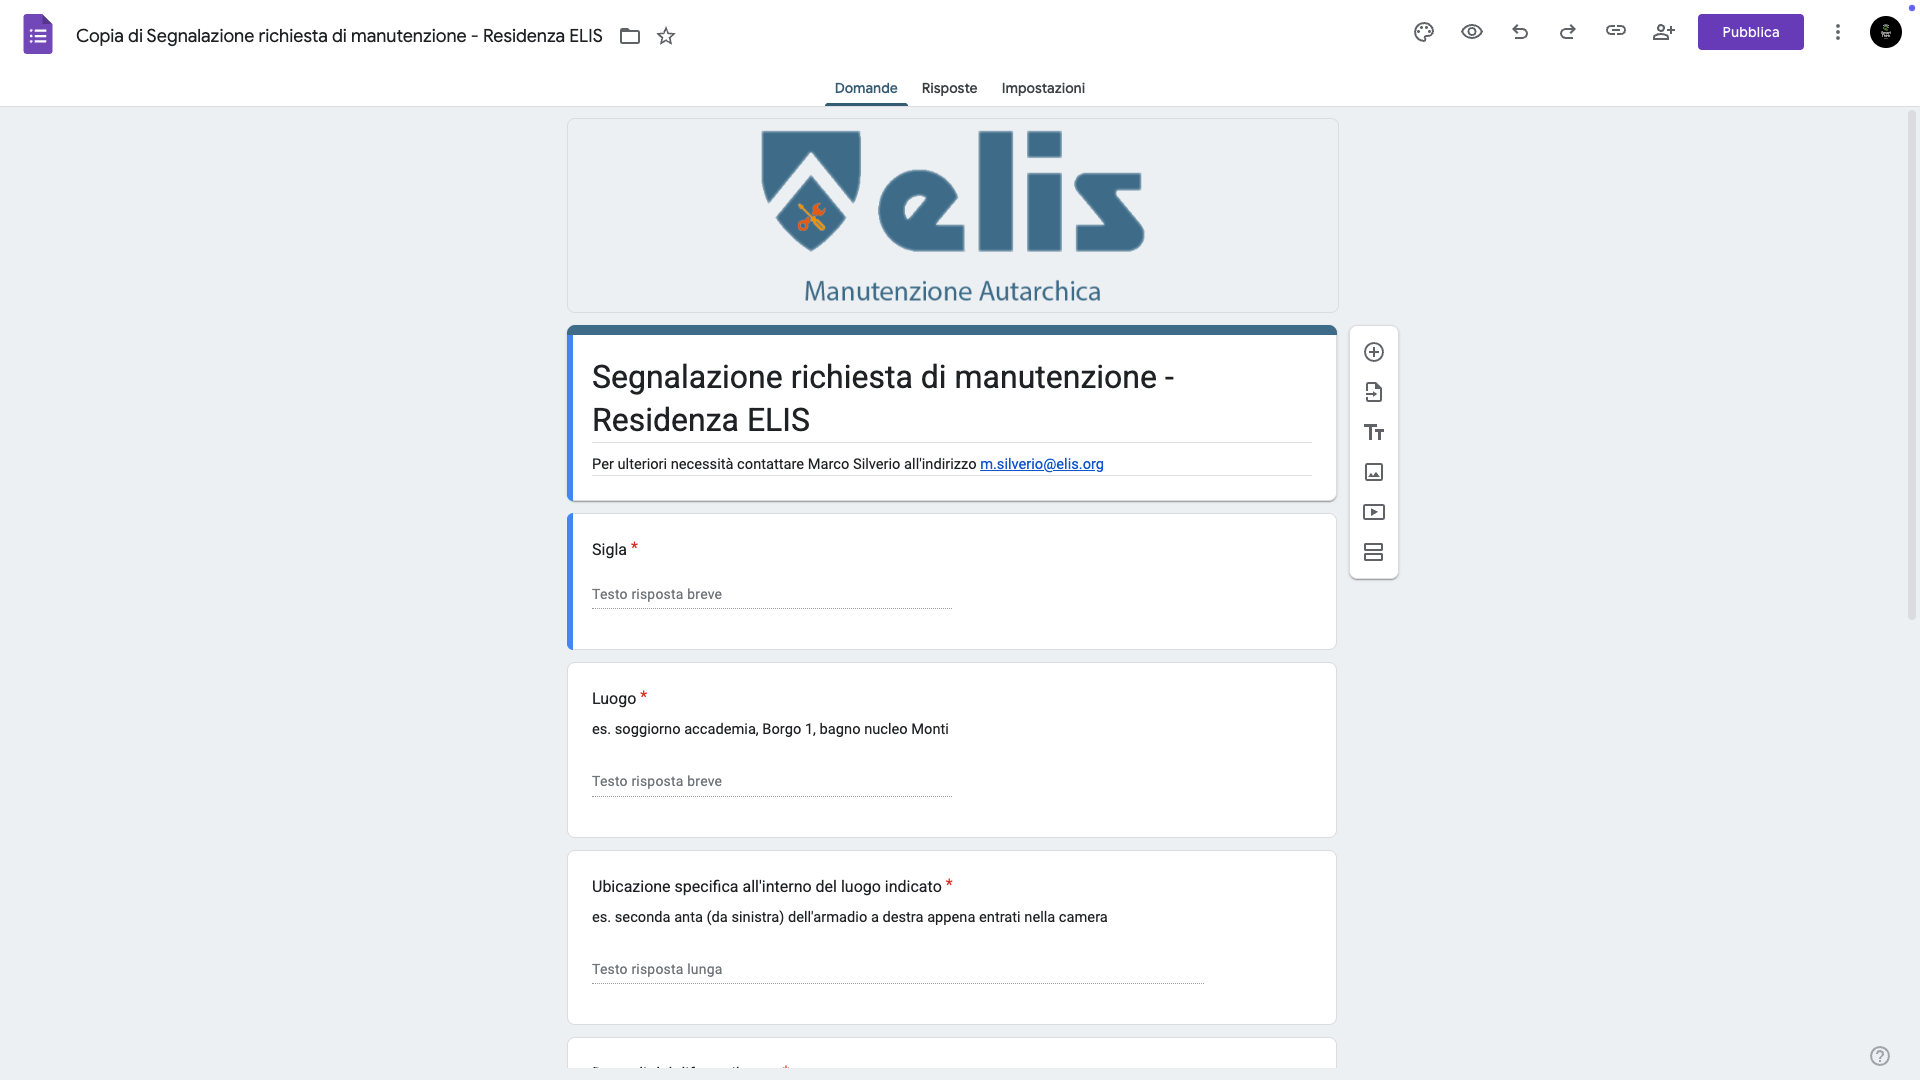 Copia di Segnalazione richiesta di manutenzione - Residenza ELIS
Pubblica
Domande
Risposte
Impostazioni
elis
Manutenzione Autarchica
Segnalazione richiesta di manutenzione -
Residenza ELIS
Per ulteriori necessità contattare Marco Silverio all'indirizzo m.silverio@elis.org
Sigla *
Testo risposta breve
Luogo *
es. soggiorno accademia, Borgo 1, bagno nucleo Monti
Testo risposta breve
Ubicazione specifica all'interno del luogo indicato *
es. seconda anta (da sinistra) dell'armadio a destra appena entrati nella camera
Testo risposta lunga